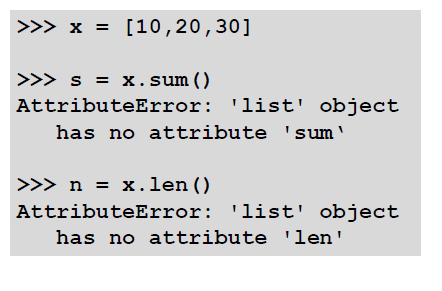 >>> x = [10,20,30]
>>> s = x.sum()
AttributeError: 'list' object
has no attribute 'sum‛
>>> n = x.len()
AttributeError: 'list' object
has no attribute 'len'